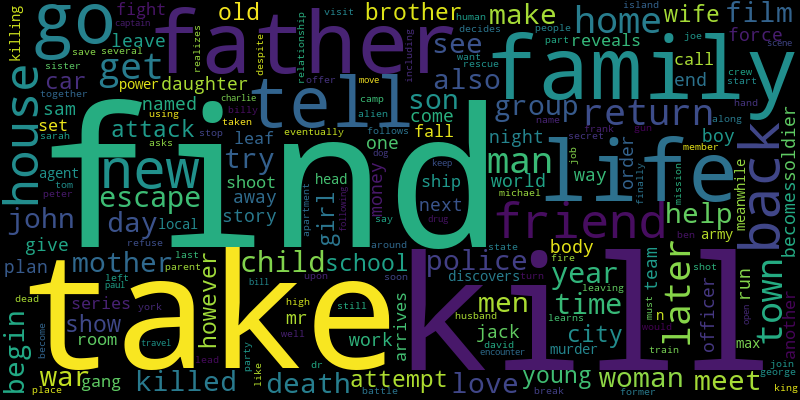 find
take
kill
father
family
life
tell
go
get
new
house
man
friend
back
home
return
group
make
see
also
son
come
fall
brother
wife
film
force
call
end
reveals
boy
fight
captain
killing
leave
old
car
power
daughter
realizes
despite
relationship
visit
human
decides
want
rescue
including
people
part
island
joe
save
several
sister
together
sam
named
set
sarah
attack
using
taken
charlie
billy
offer
move
camp
alien
stop
eventually
follows
dog
one
night
name
frank
secret
gun
hand
along
crew
start
scene
agent
tom
peter
asks
try
leaf
shoot
away
head
money
ship
world
way
job
order
finally
member
mission
meanwhile
soldier
becomes
escape
john
day
local
story
girl
apartment
following
say
drug
keep
next
michael
help
ben
army
town
another
give
refuse
plan
mother
last
parent
child
school
around
police
state
body
fire
discovers
turn
leaving
year
later
team
must
shot
officer
run
open
begin
dead
left
paul
series
show
become
room
york
travel
however
lead
bill
upon
soon
high
still
mr
well
work
arrives
men
time
husband
learns
jack
david
city
encounter
murder
n
would
train
max
join
george
king
war
gang
place
killed
death
party
like
dr
battle
attempt
love
break
young
former
woman
meet